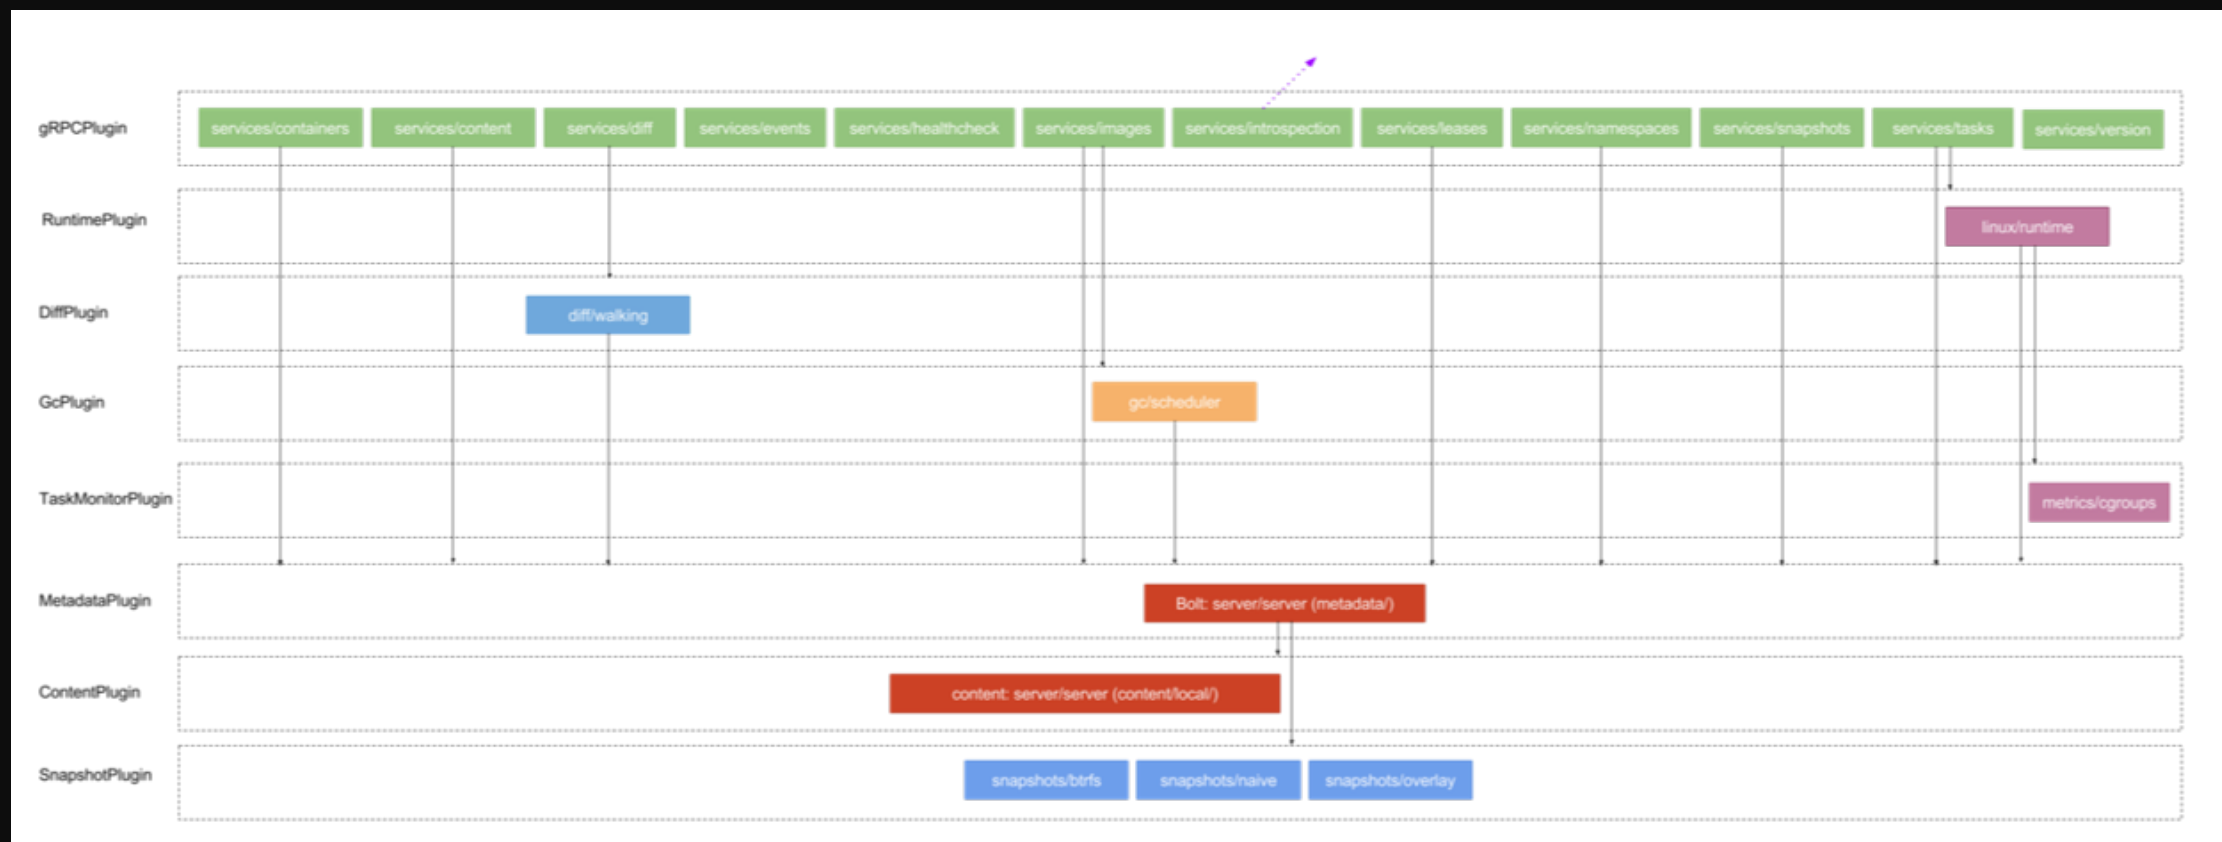 gRPCPlugin
services/containers
services/content
services/diff
services/events
services/healthcheck
services/images
services/introspection
services/leases
services/namespaces
services/snapshots
services/tasks
services/version
RuntimePlugin
linux/runtime
DiffPlugin
diff/walking
GcPlugin
gc/scheduler
TaskMonitorPlugin
metrics/cgroups
MetadataPlugin
Bolt: server/server (metadata/)
ContentPlugin
content: server/server (content/local/)
SnapshotPlugin
snapshots/btrfs
snapshots/naive
snapshots/overlay